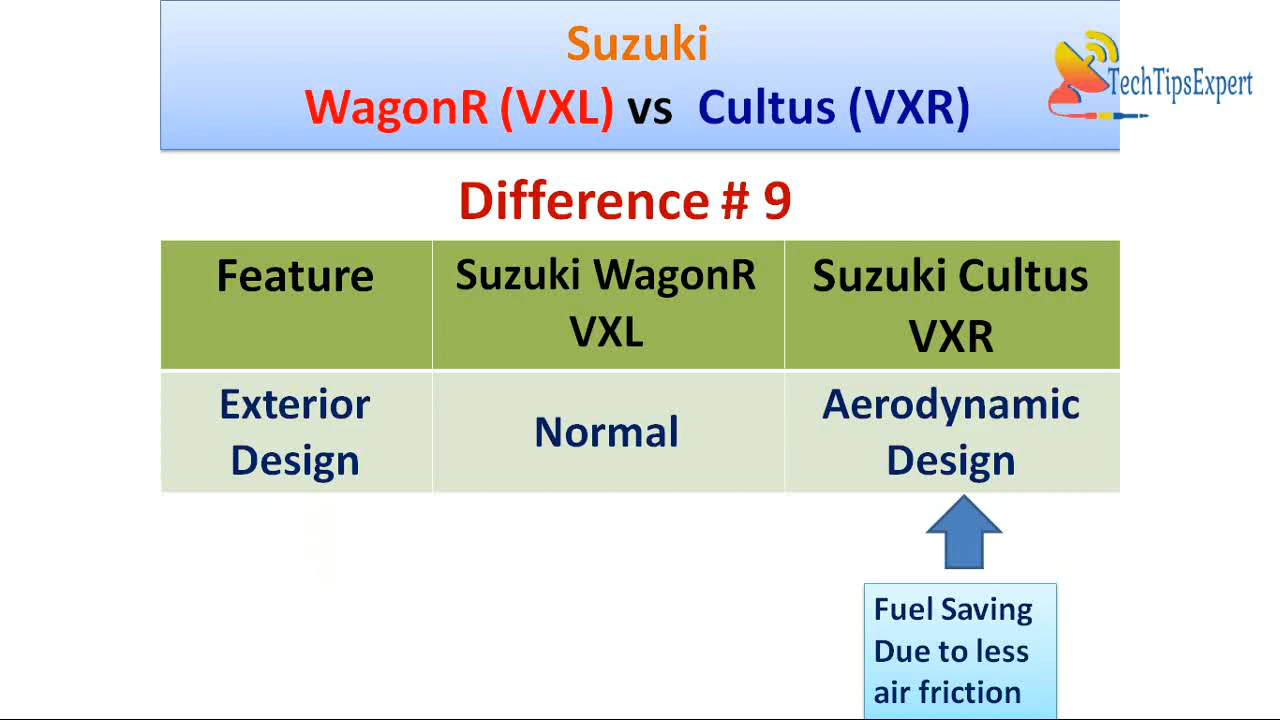 Suzuki
WagonR (VXL) vs Cultus (VXR)
TechTipsExpert
Difference # 9
Feature
Suzuki WagonR
VXL
Suzuki Cultus
VXR
Exterior
Design
Normal
Aerodynamic
Design
Fuel Saving
Due to less
air friction